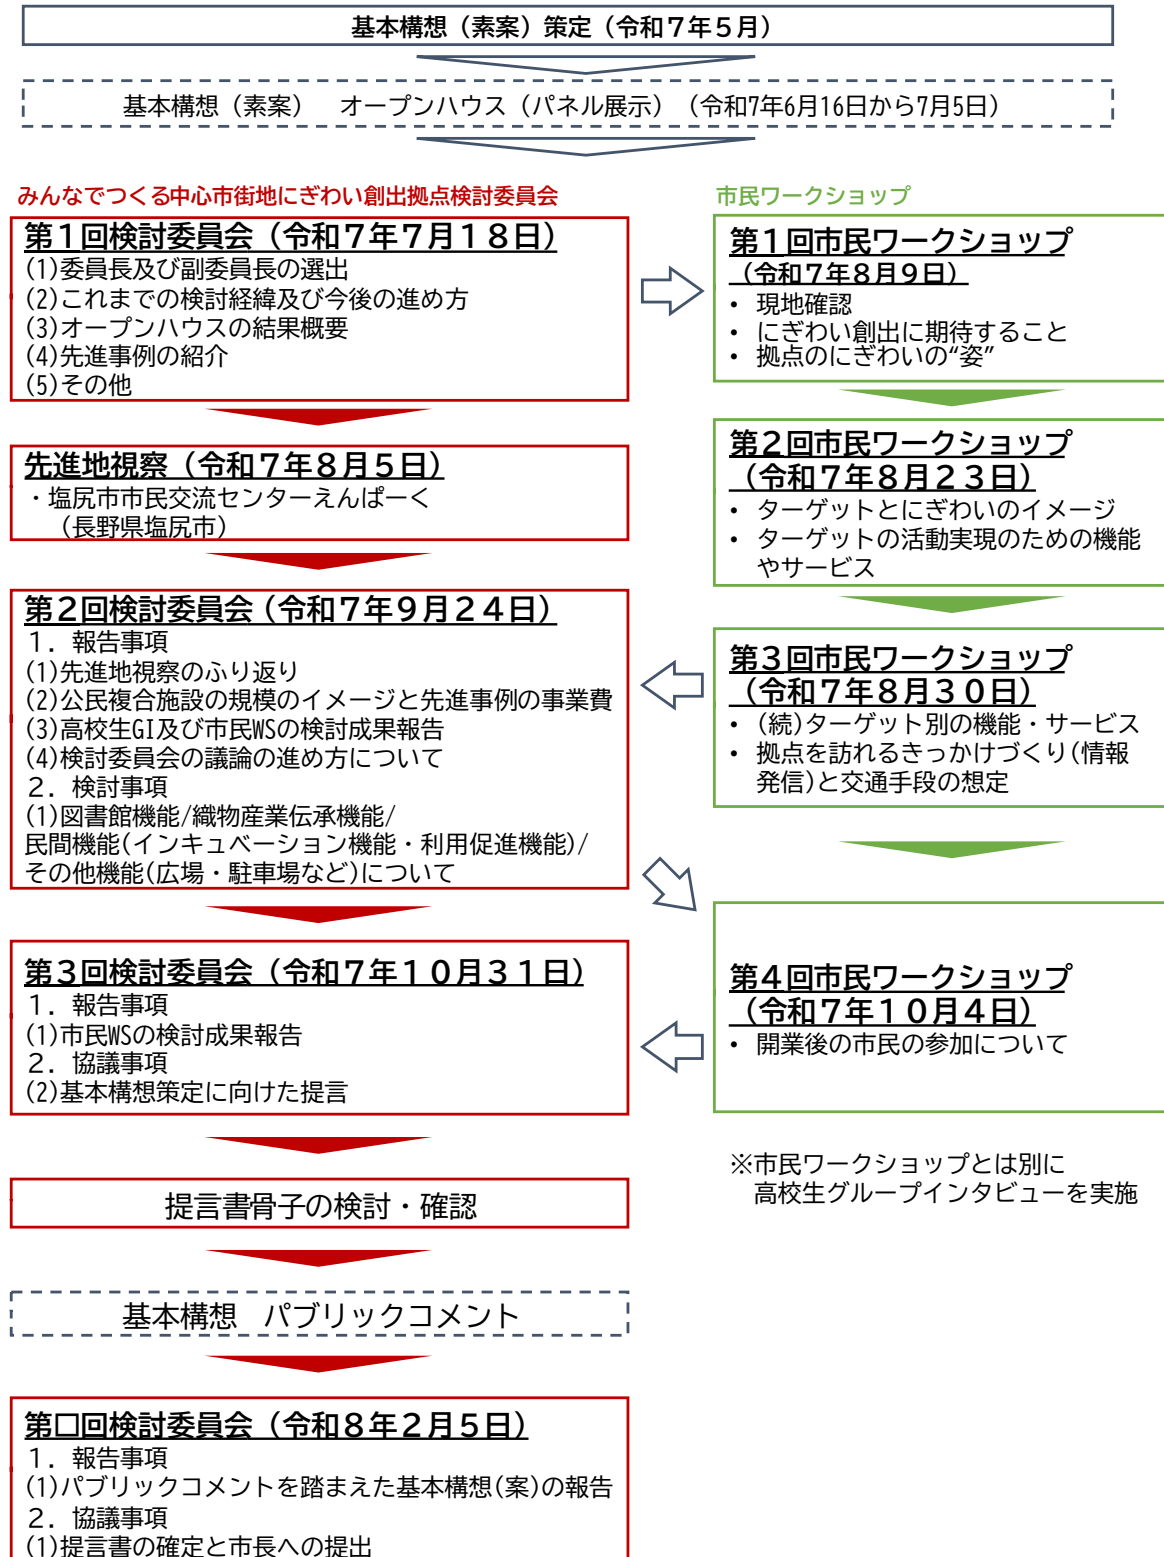 基本構想（素案）策定（令和７年５月）
基本構想（素案）　オープンハウス（パネル展示）（令和7年6月16日から7月5日）
みんなでつくる中心市街地にぎわい創出拠点検討委員会
第１回検討委員会（令和７年７月１８日）
(1)委員長及び副委員長の選出
(2)これまでの検討経緯及び今後の進め方
(3)オープンハウスの結果概要
(4)先進事例の紹介
(5)その他
先進地視察（令和７年８月５日）
・塩尻市市民交流センターえんぱーく
（長野県塩尻市）
第２回検討委員会（令和７年９月２４日）
１．報告事項
(1)先進地視察のふり返り
(2)公民複合施設の規模のイメージと先進事例の事業費
(3)高校生GI及び市民WSの検討成果報告
(4)検討委員会の議論の進め方について
２．検討事項
(1)図書館機能/織物産業伝承機能/
民間機能(インキュベーション機能・利用促進機能)/
その他機能(広場・駐車場など)について
第３回検討委員会（令和７年１０月３１日）
１．報告事項
(1)市民WSの検討成果報告
２．協議事項
(2)基本構想策定に向けた提言
提言書骨子の検討・確認
基本構想　パブリックコメント
第□回検討委員会（令和８年２月５日）
１．報告事項
(1)パブリックコメントを踏まえた基本構想(案)の報告
２．協議事項
(1)提言書の確定と市長への提出
市民ワークショップ
第１回市民ワークショップ
（令和７年８月９日）
• 現地確認
• にぎわい創出に期待すること
• 拠点のにぎわいの“姿”
第２回市民ワークショップ
（令和７年８月２３日）
• ターゲットとにぎわいのイメージ
• ターゲットの活動実現のための機能
やサービス
第３回市民ワークショップ
（令和７年８月３０日）
• (続)ターゲット別の機能・サービス
• 拠点を訪れるきっかけづくり(情報
発信)と交通手段の想定
第４回市民ワークショップ
（令和７年１０月４日）
• 開業後の市民の参加について
※市民ワークショップとは別に
高校生グループインタビューを実施